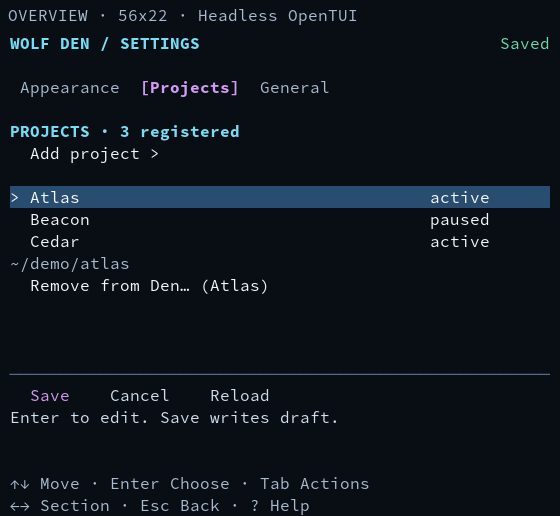 OVERVIEW · 56x22 · Headless OpenTUI
WOLF DEN / SETTINGS Saved
Appearance [Projects] General
PROJECTS · 3 registered
Add project >
> Atlas active
Beacon paused
Cedar active
~/demo/atlas
Remove from Den… (Atlas)
Save Cancel Reload
Enter to edit. Save writes draft.
↑↓ Move · Enter Choose · Tab Actions
←→ Section · Esc Back · ? Help